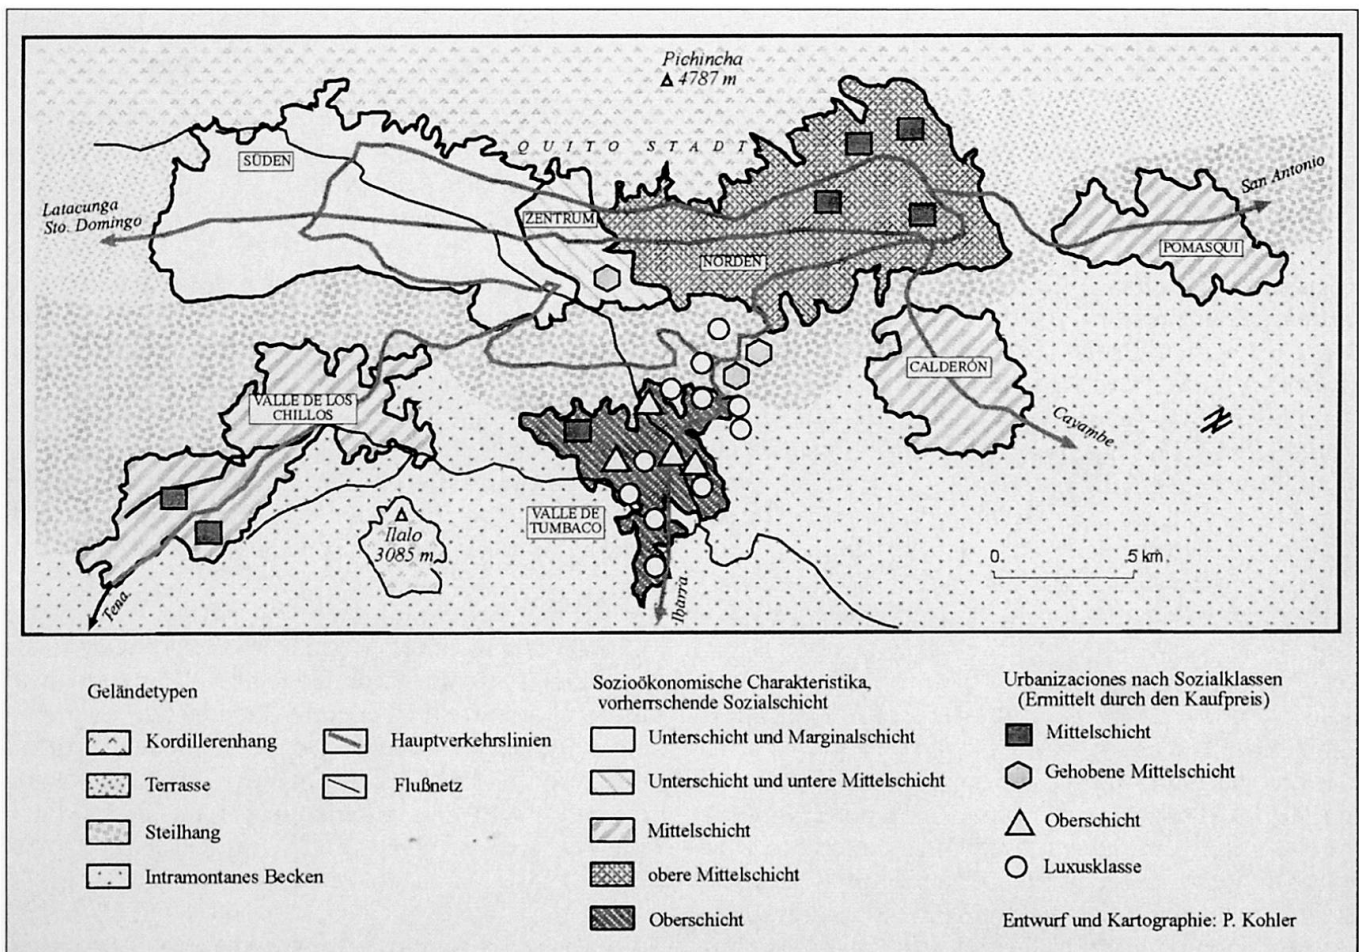 Pichincha
4787 m
QUITO STADT
SÜDEN
Latacunga
Sto. Domingo
ZENTRUM
NORDEN
San Antonio
POMASQUI
CALDERÓN
VALLE DE LOS
CHILLOS
Cayambe
N
VALLE DE
TUMBACO
Ilalo
3085 m
0 5 km
Tena
Ibarra
Geländetypen
Kordillerenhang
Terrasse
Steilhang
Intramontanes Becken
Hauptverkehrslinien
Flußnetz
Sozioökonomische Charakteristika,
vorherrschende Sozialschicht
Unterschicht und Marginalschicht
Unterschicht und untere Mittelschicht
Mittelschicht
obere Mittelschicht
Oberschicht
Urbanizaciones nach Sozialklassen
(Ermittelt durch den Kaufpreis)
Mittelschicht
Gehobene Mittelschicht
Oberschicht
Luxusklasse
Entwurf und Kartographie: P. Kohler